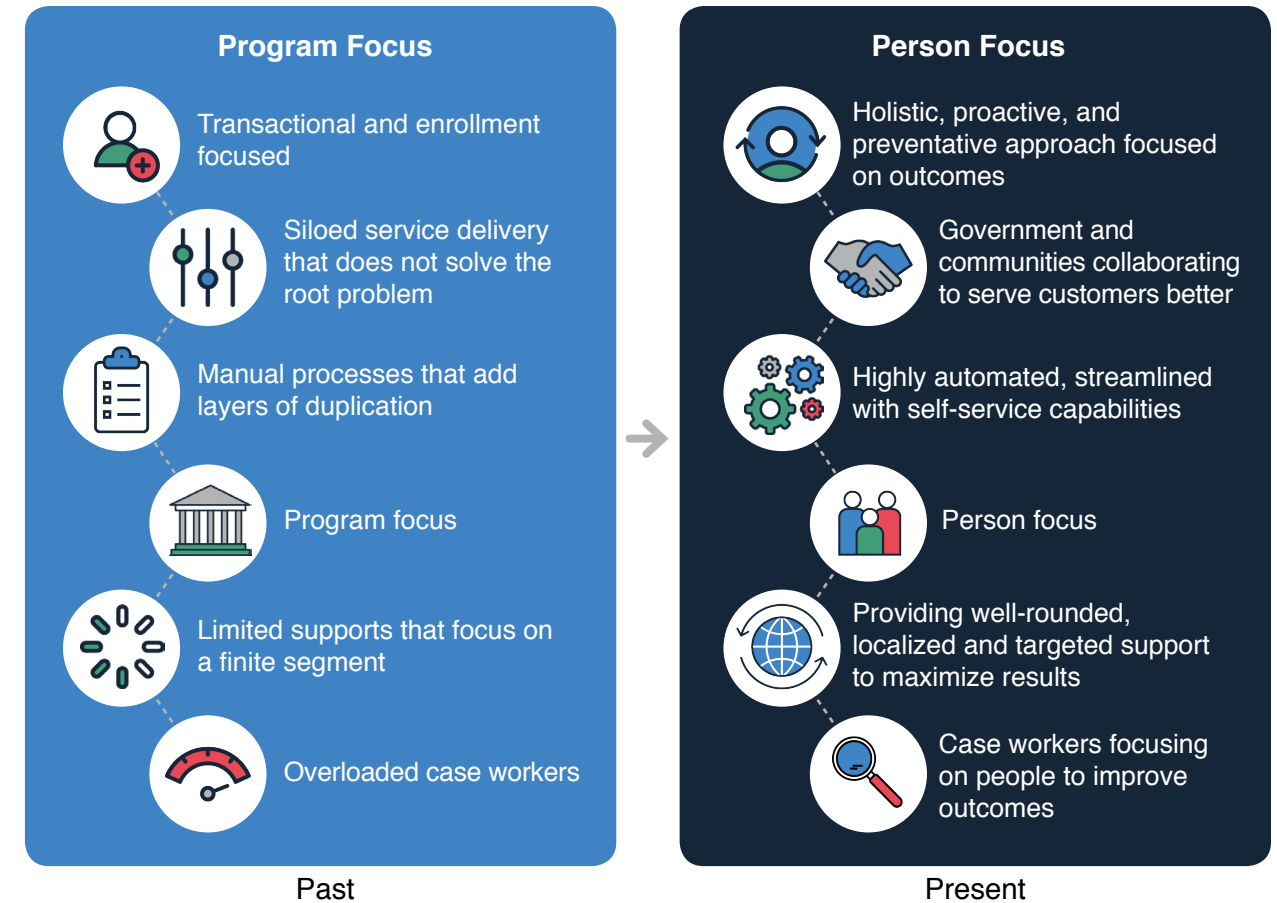 Program Focus
Transactional and enrollment
focused
Siloed service delivery
that does not solve the
root problem
Manual processes that add
layers of duplication
Program focus
Limited supports that focus on
a finite segment
Overloaded case workers
Past
Person Focus
Holistic, proactive, and
preventative approach focused
on outcomes
Government and
communities collaborating
to serve customers better
Highly automated, streamlined
with self-service capabilities
Person focus
Providing well-rounded,
localized and targeted support
to maximize results
Case workers focusing
on people to improve
outcomes
Present